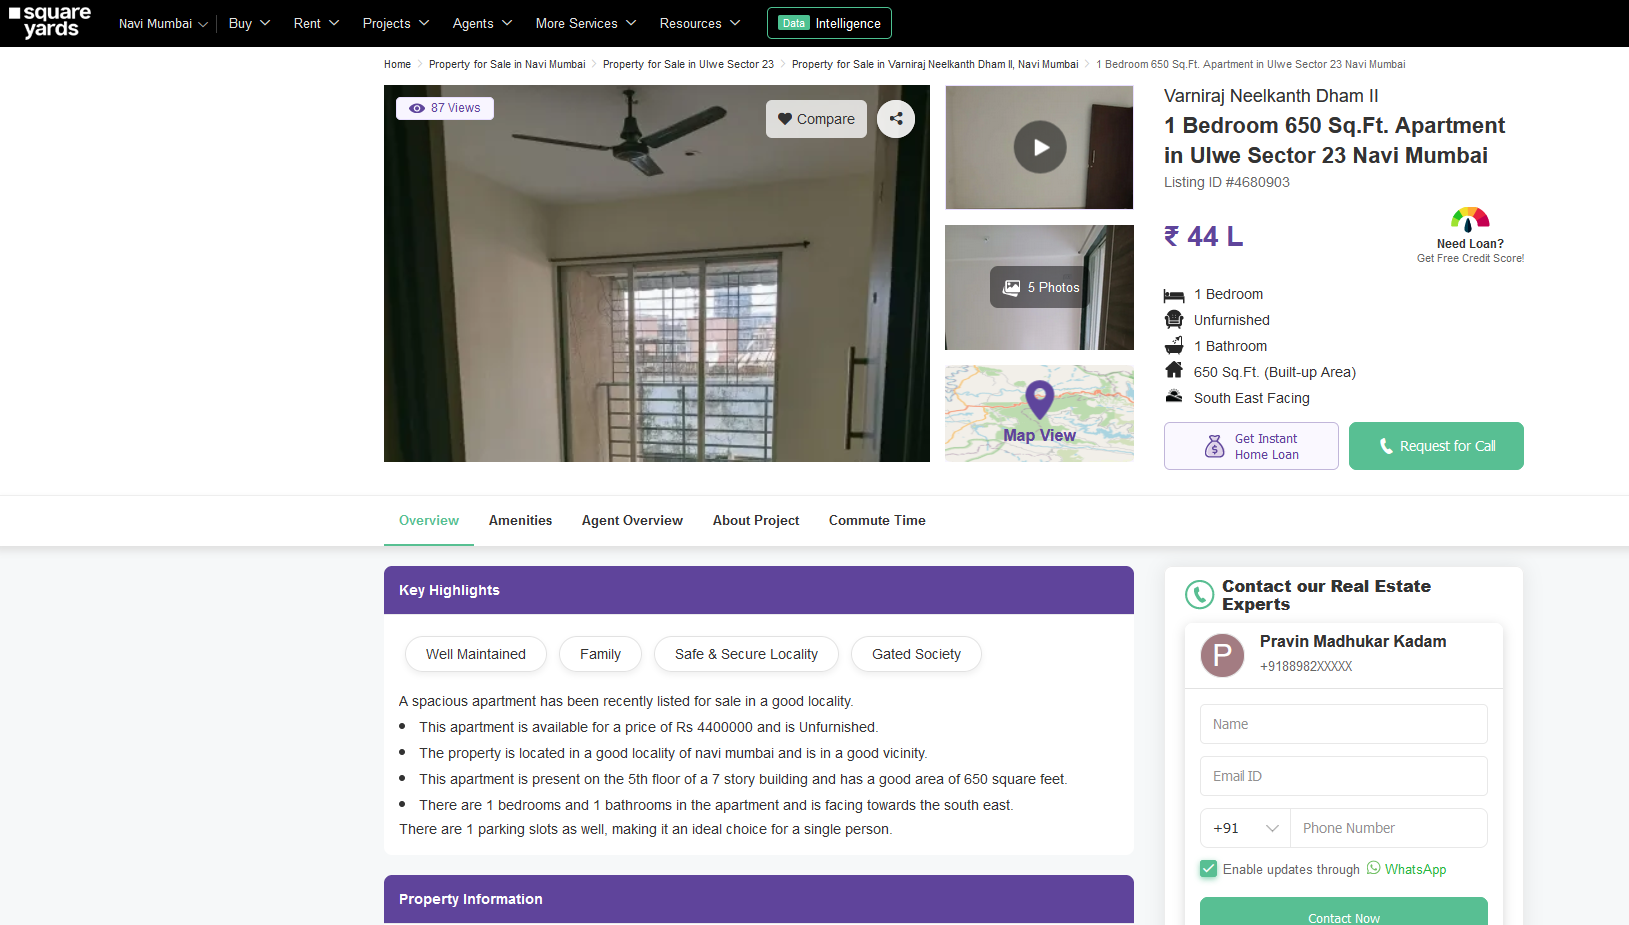 square
yards
Navi Mumbai
Buy
Rent
Projects
Agents
More Services
Resources
Data Intelligence
Home
Property for Sale in Navi Mumbai
Property for Sale in Ulwe Sector 23
Property for Sale in Varniraj Neelkanth Dham II, Navi Mumbai
1 Bedroom 650 Sq.Ft. Apartment in Ulwe Sector 23 Navi Mumbai
87 Views
Compare
5 Photos
Map View
Varniraj Neelkanth Dham II
1 Bedroom 650 Sq.Ft. Apartment
in Ulwe Sector 23 Navi Mumbai
Listing ID #4680903
₹ 44 L
Need Loan?
Get Free Credit Score!
1 Bedroom
Unfurnished
1 Bathroom
650 Sq.Ft. (Built-up Area)
South East Facing
Get Instant
Home Loan
Request for Call
Overview
Amenities
Agent Overview
About Project
Commute Time
Key Highlights
Well Maintained
Family
Safe & Secure Locality
Gated Society
A spacious apartment has been recently listed for sale in a good locality.
• This apartment is available for a price of Rs 4400000 and is Unfurnished.
• The property is located in a good locality of navi mumbai and is in a good vicinity.
• This apartment is present on the 5th floor of a 7 story building and has a good area of 650 square feet.
• There are 1 bedrooms and 1 bathrooms in the apartment and is facing towards the south east.
There are 1 parking slots as well, making it an ideal choice for a single person.
Property Information
Contact our Real Estate
Experts
P
Pravin Madhukar Kadam
+9188982XXXXX
Name
Email ID
+91
Phone Number
Enable updates through WhatsApp
Contact Now